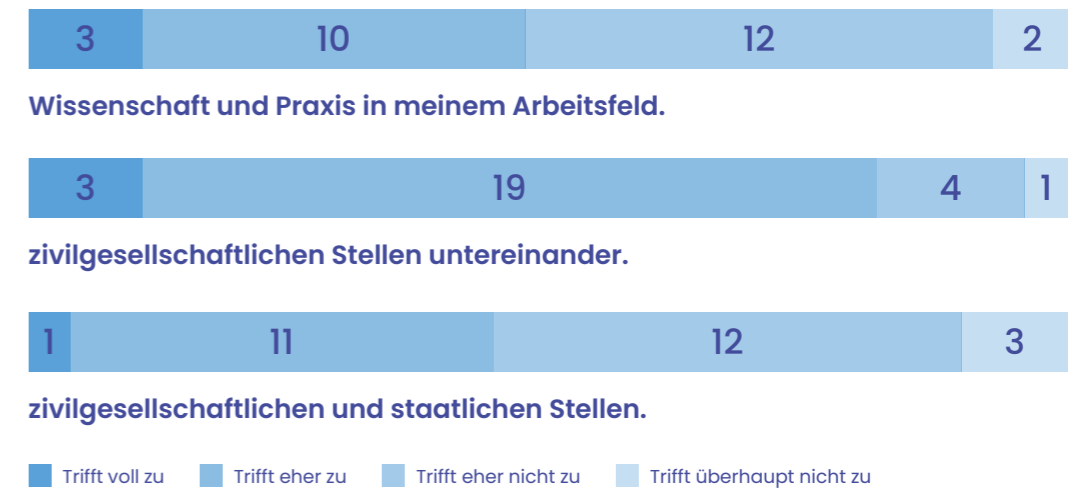 3 10 12 2
Wissenschaft und Praxis in meinem Arbeitsfeld.
3 19 4 1
zivilgesellschaftlichen Stellen untereinander.
1 11 12 3
zivilgesellschaftlichen und staatlichen Stellen.
Trifft voll zu Trifft eher zu Trifft eher nicht zu Trifft überhaupt nicht zu